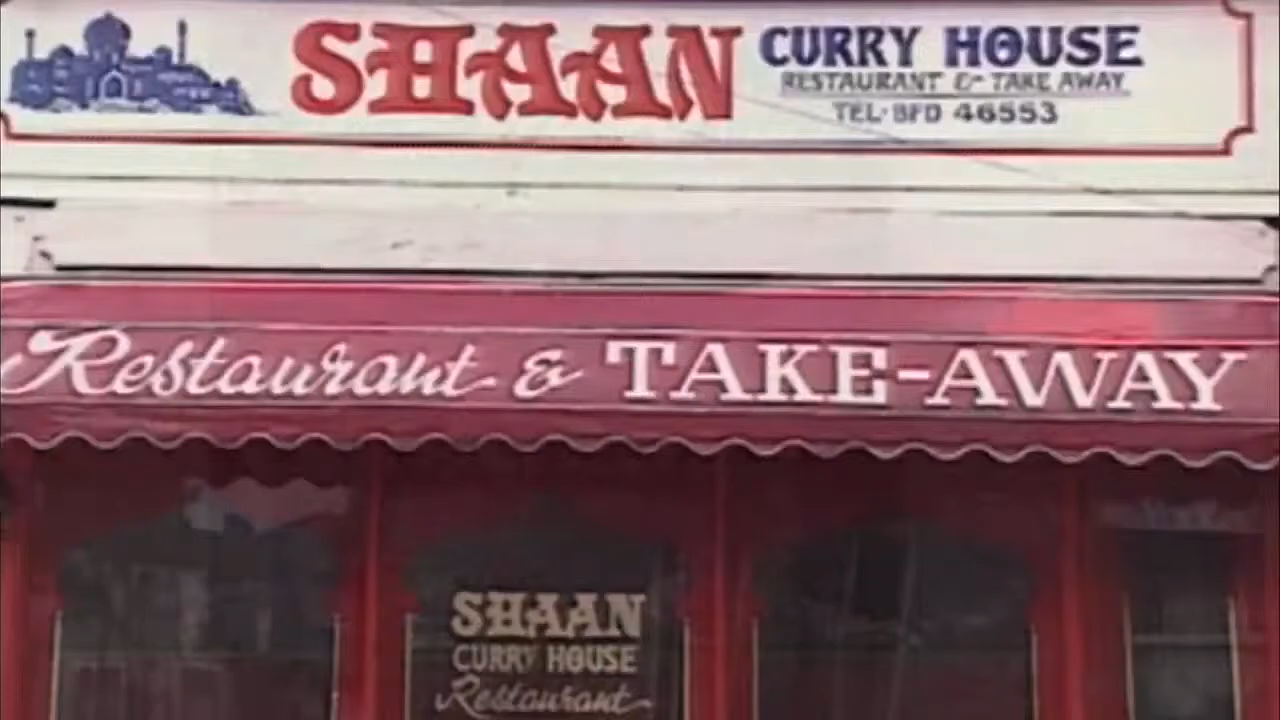 SHAAN
CURRY HOUSE
RESTAURANT & TAKE AWAY
TEL· BFD 46553
Restaurant & TAKE-AWAY
SHAAN
CURRY HOUSE
Restaurant